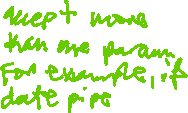 accept more
than one param
For example, if
date pipe